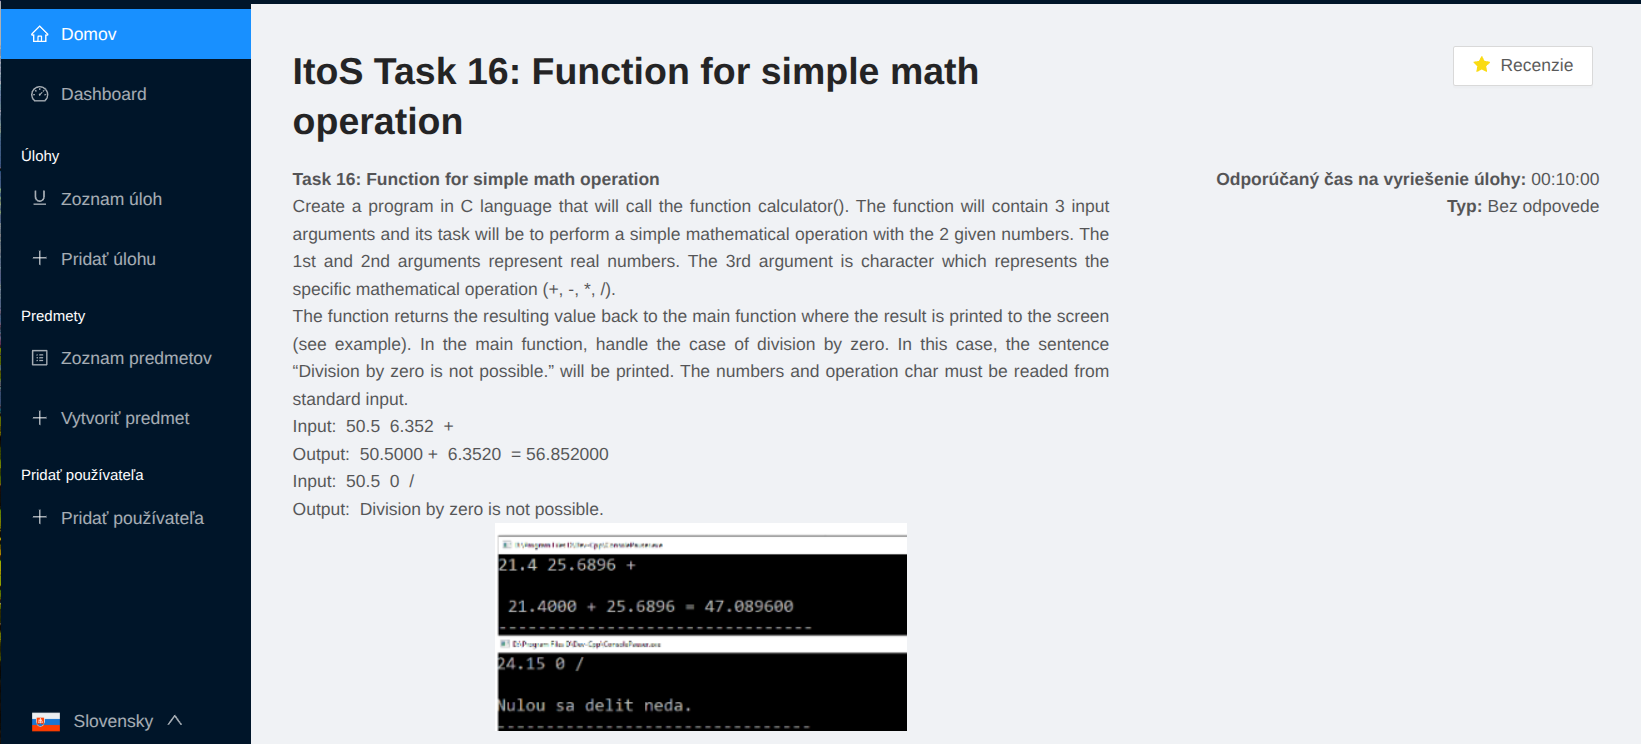 Domov
Dashboard
Úlohy
Zoznam úloh
Pridať úlohu
Predmety
Zoznam predmetov
Vytvoriť predmet
Pridať používateľa
Pridať používateľa
Slovensky
ItoS Task 16: Function for simple math
operation
Recenzie
Task 16: Function for simple math operation
Create a program in C language that will call the function calculator(). The function will contain 3 input
arguments and its task will be to perform a simple mathematical operation with the 2 given numbers. The
1st and 2nd arguments represent real numbers. The 3rd argument is character which represents the
specific mathematical operation (+, -, *, /).
The function returns the resulting value back to the main function where the result is printed to the screen
(see example). In the main function, handle the case of division by zero. In this case, the sentence
“Division by zero is not possible.” will be printed. The numbers and operation char must be readed from
standard input.
Input:  50.5  6.352  +
Output:  50.5000 +  6.3520  = 56.852000
Input:  50.5  0  /
Output:  Division by zero is not possible.
21.4 25.6896 +
21.4000 + 25.6896 = 47.089600
--------------------------------
D:\Program Files D\Dev-Cpp\ConsolePauser.exe
24.15 0 /
Nulou sa delit neda.
--------------------------------
Odporúčaný čas na vyriešenie úlohy: 00:10:00
Typ: Bez odpovede